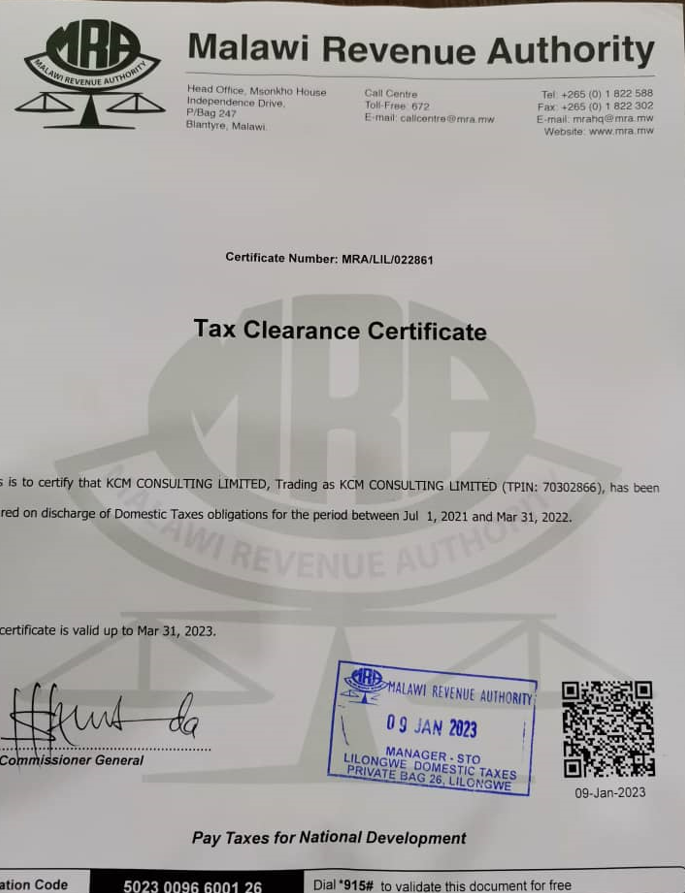 MRA
MALAWI REVENUE AUTHORITY
Malawi Revenue Authority
Head Office, Msonkho House
Independence Drive,
P/Bag 247
Blantyre, Malawi.
Call Centre
Toll-Free: 672
E-mail: callcentre@mra.mw
Tel: +265 (0) 1 822 588
Fax: +265 (0) 1 822 302
E-mail: mrahq@mra.mw
Website: www.mra.mw
Certificate Number: MRA/LIL/022861
Tax Clearance Certificate
MRA
MALAWI REVENUE AUTHORITY
s is to certify that KCM CONSULTING LIMITED, Trading as KCM CONSULTING LIMITED (TPIN: 70302866), has been
red on discharge of Domestic Taxes obligations for the period between Jul 1, 2021 and Mar 31, 2022.
certificate is valid up to Mar 31, 2023.
Commissioner General
MRA
MALAWI REVENUE AUTHORITY
09 JAN 2023
MANAGER - STO
LILONGWE DOMESTIC TAXES
PRIVATE BAG 26, LILONGWE
09-Jan-2023
Pay Taxes for National Development
ation Code
5023 0096 6001 26
Dial *915# to validate this document for free